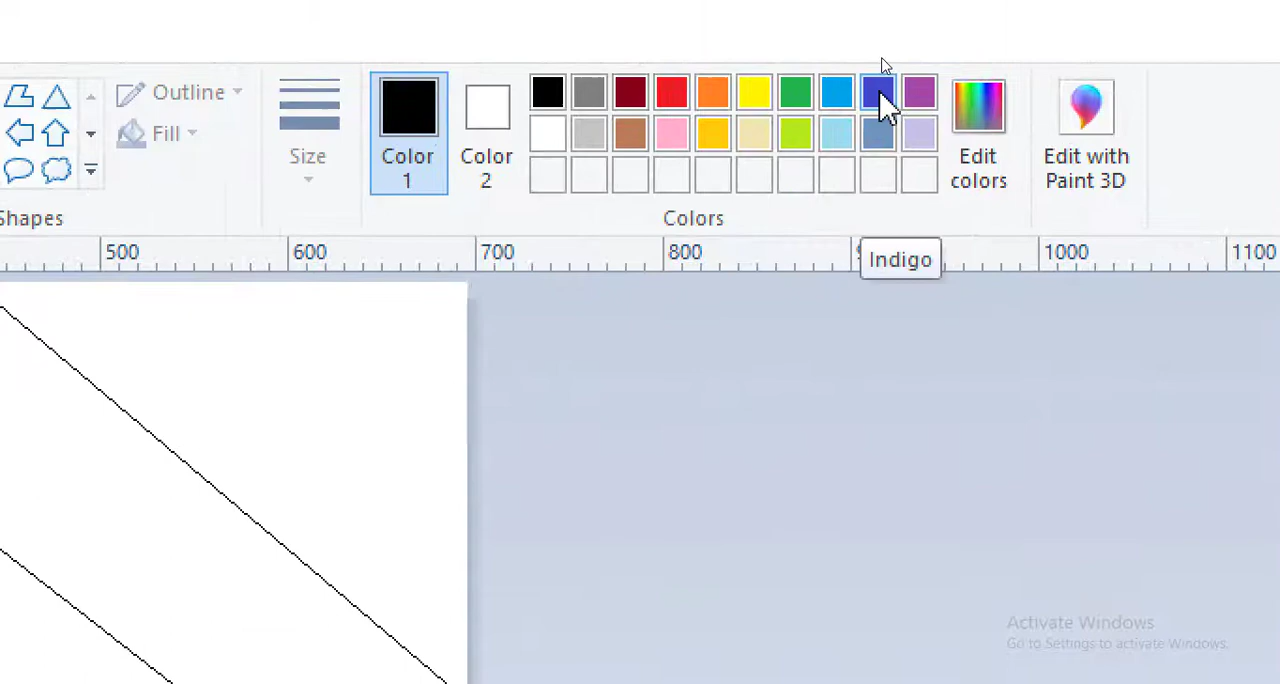 Outline
Fill
Size
Color
1
Color
2
Edit
colors
Edit with
Paint 3D
Shapes
Colors
500 600 700 800 1000 1100
Indigo
Activate Windows
Go to Settings to activate Windows.